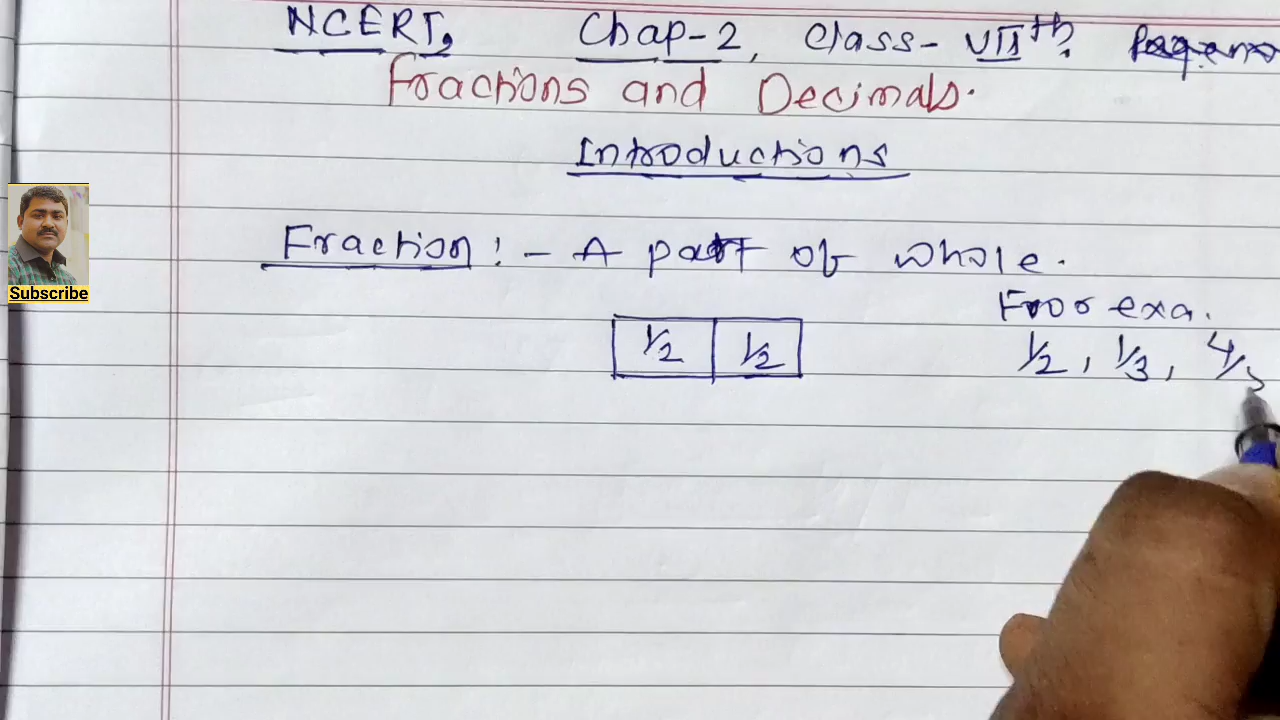 NCERT, Chap-2, Class-VIIth.
Fractions and Decimals.
Introductions
Fraction :- A part of whole.
For exa.
1/2 1/2
1/2, 1/3, 4/5
Subscribe